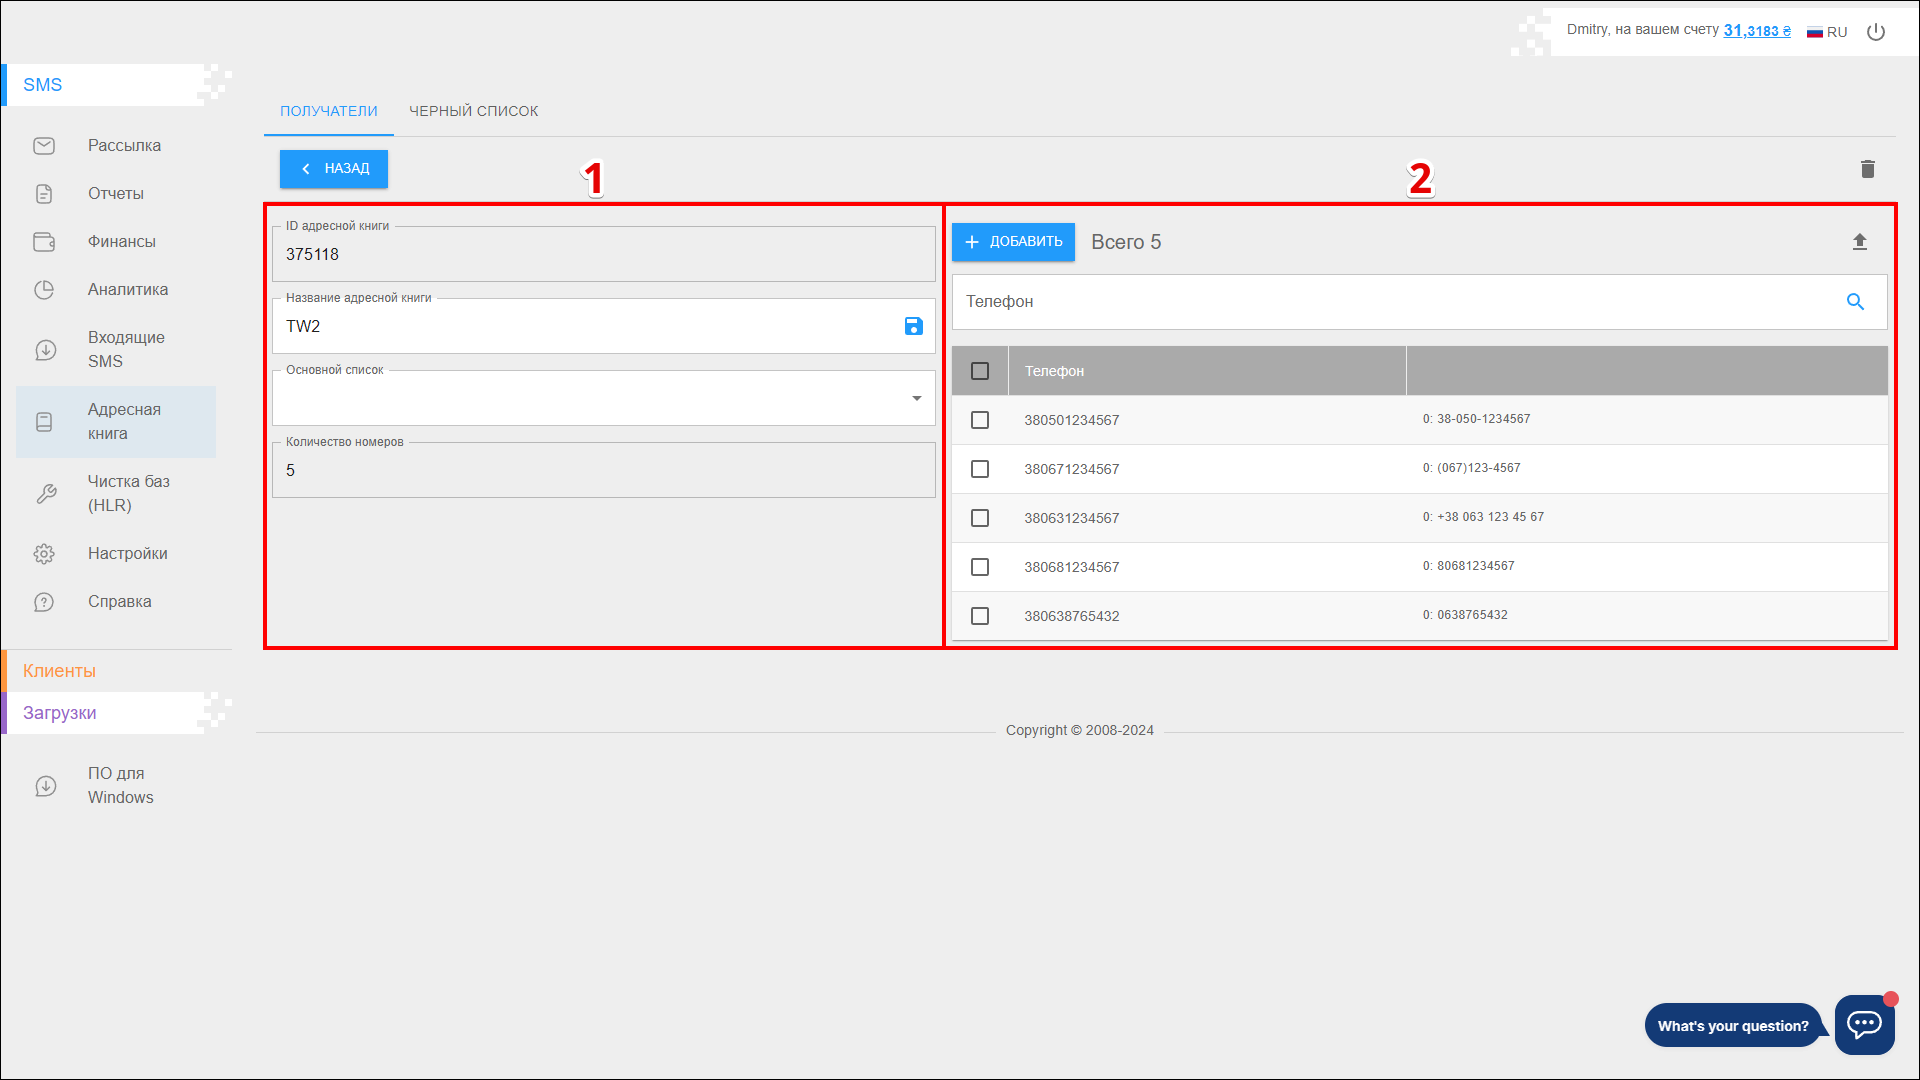 Dmitry, на вашем счету 31,3183 ₴ RU
SMS
Рассылка
Отчеты
Финансы
Аналитика
Входящие
SMS
Адресная
книга
Чистка баз
(HLR)
Настройки
Справка
Клиенты
Загрузки
ПО для
Windows
ПОЛУЧАТЕЛИ ЧЕРНЫЙ СПИСОК
НАЗАД
1
2
ID адресной книги
375118
Название адресной книги
TW2
Основной список
Количество номеров
5
ДОБАВИТЬ Всего 5
Телефон
Телефон
380501234567 0: 38-050-1234567
380671234567 0: (067)123-4567
380631234567 0: +38 063 123 45 67
380681234567 0: 80681234567
380638765432 0: 0638765432
Copyright © 2008-2024
What's your question?